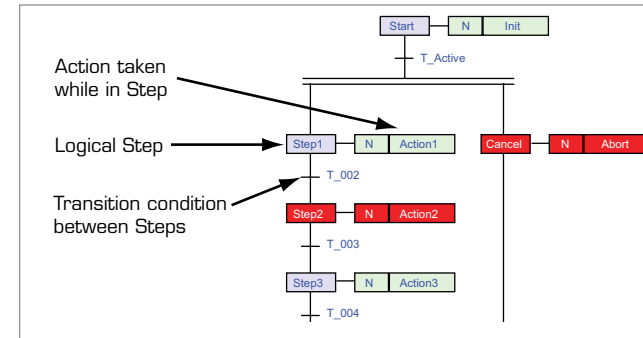 Start N Init
T_Active
Action taken
while in Step
Logical Step
Step1 N Action1
Cancel N Abort
T_002
Transition condition
between Steps
Step2 N Action2
T_003
Step3 N Action3
T_004